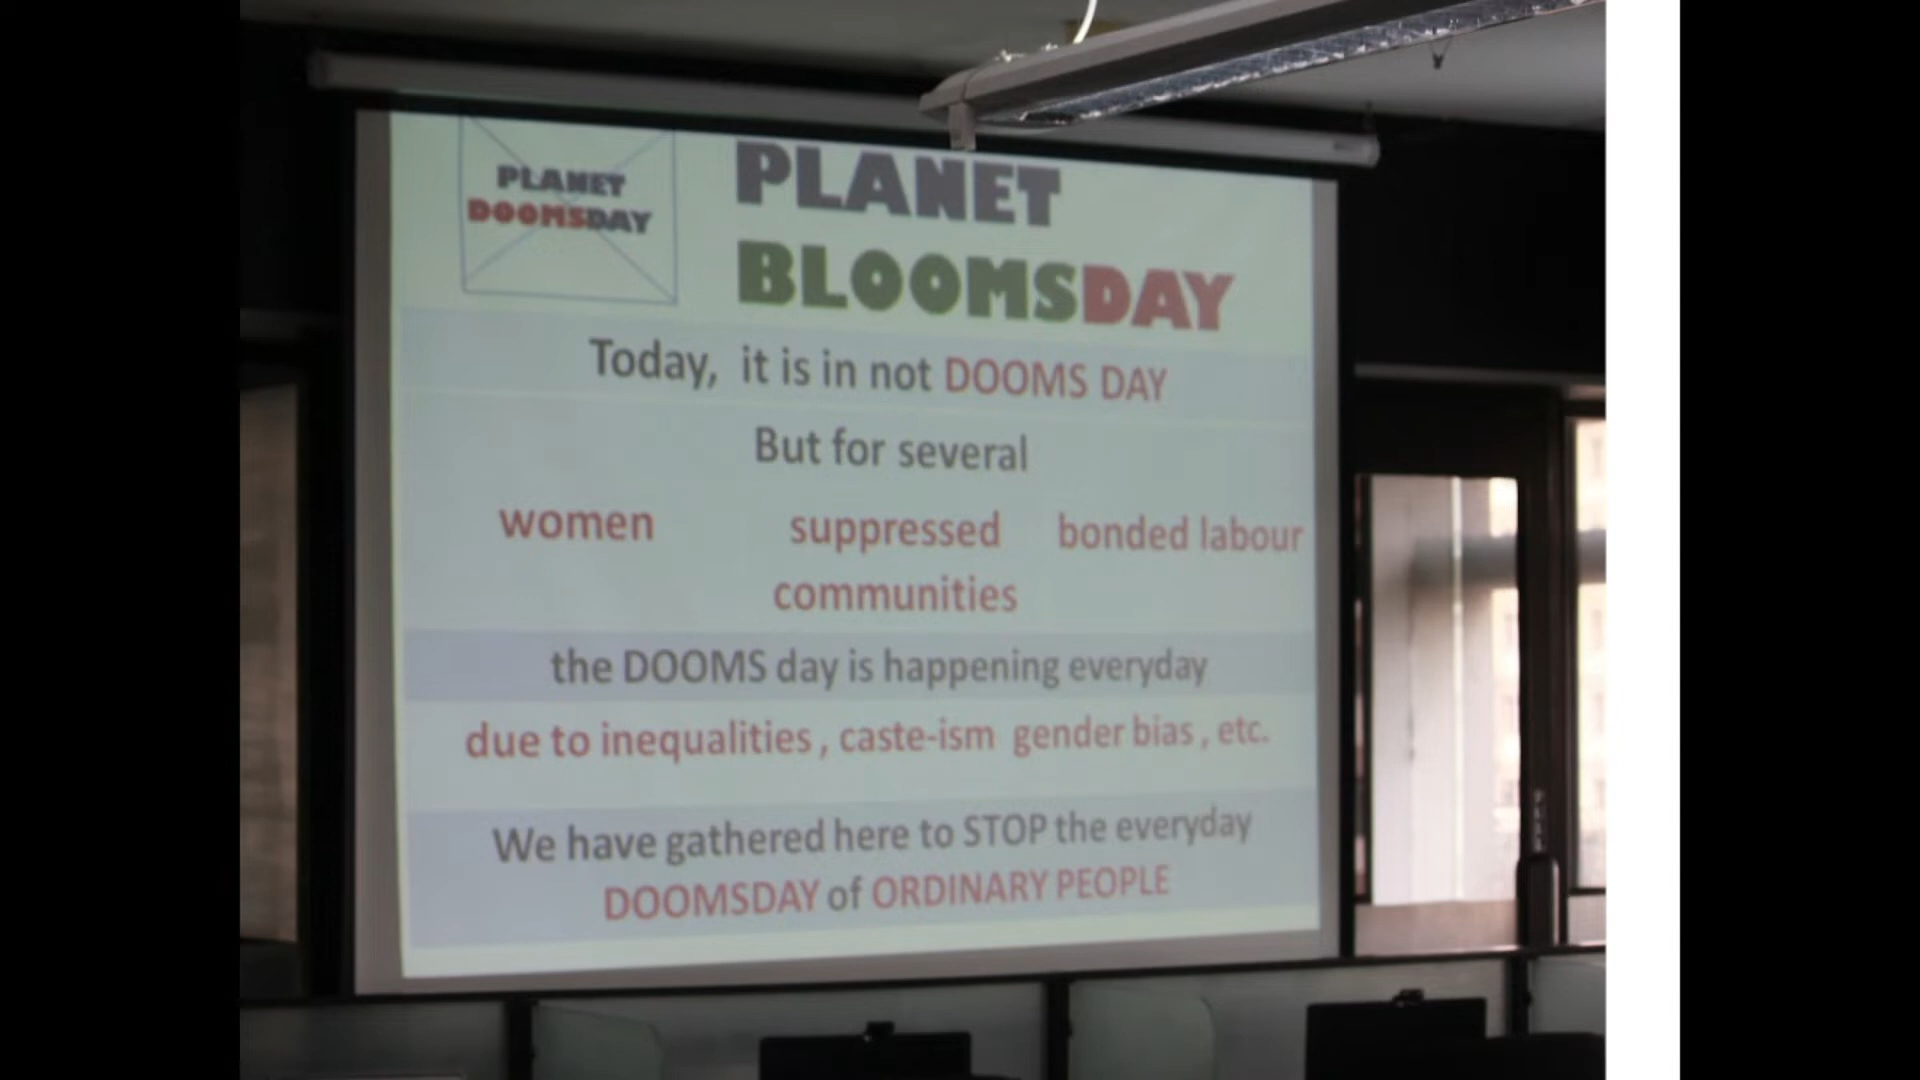 PLANET
DOOMSDAY
PLANET
BLOOMSDAY
Today, it is in not DOOMS DAY
But for several
women suppressed bonded labour
communities
the DOOMS day is happening everyday
due to inequalities , caste-ism gender bias , etc.
We have gathered here to STOP the everyday
DOOMSDAY of ORDINARY PEOPLE